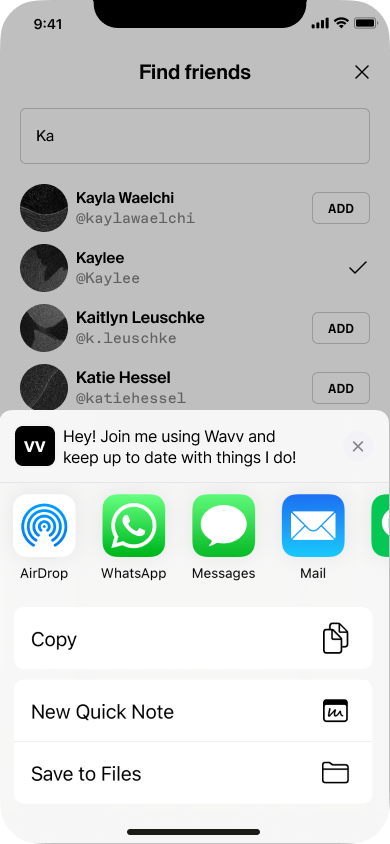 9:41
Find friends
Ka
Kayla Waelchi
@kaylawaelchi
ADD
Kaylee
@Kaylee
Kaitlyn Leuschke
@k.leuschke
ADD
Katie Hessel
@katiehessel
ADD
VV
Hey! Join me using Wavv and
keep up to date with things I do!
AirDrop
WhatsApp
Messages
Mail
Copy
New Quick Note
Save to Files